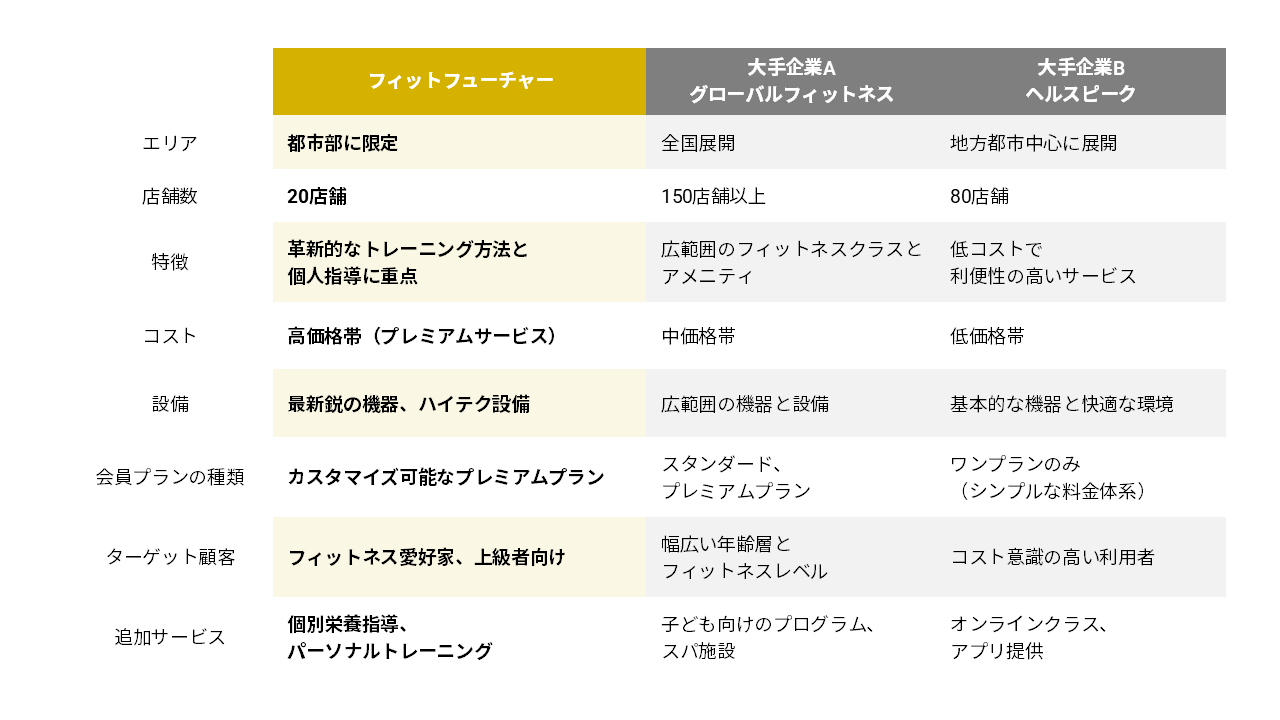 フィットフューチャー
大手企業A
グローバルフィットネス
大手企業B
ヘルスピーク
エリア
都市部に限定
全国展開
地方都市中心に展開
店舗数
20店舗
150店舗以上
80店舗
特徴
革新的なトレーニング方法と
個人指導に重点
広範囲のフィットネスクラスと
アメニティ
低コストで
利便性の高いサービス
コスト
高価格帯（プレミアムサービス）
中価格帯
低価格帯
設備
最新鋭の機器、ハイテク設備
広範囲の機器と設備
基本的な機器と快適な環境
会員プランの種類
カスタマイズ可能なプレミアムプラン
スタンダード、
プレミアムプラン
ワンプランのみ
（シンプルな料金体系）
ターゲット顧客
フィットネス愛好家、上級者向け
幅広い年齢層と
フィットネスレベル
コスト意識の高い利用者
追加サービス
個別栄養指導、
パーソナルトレーニング
子ども向けのプログラム、
スパ施設
オンラインクラス、
アプリ提供